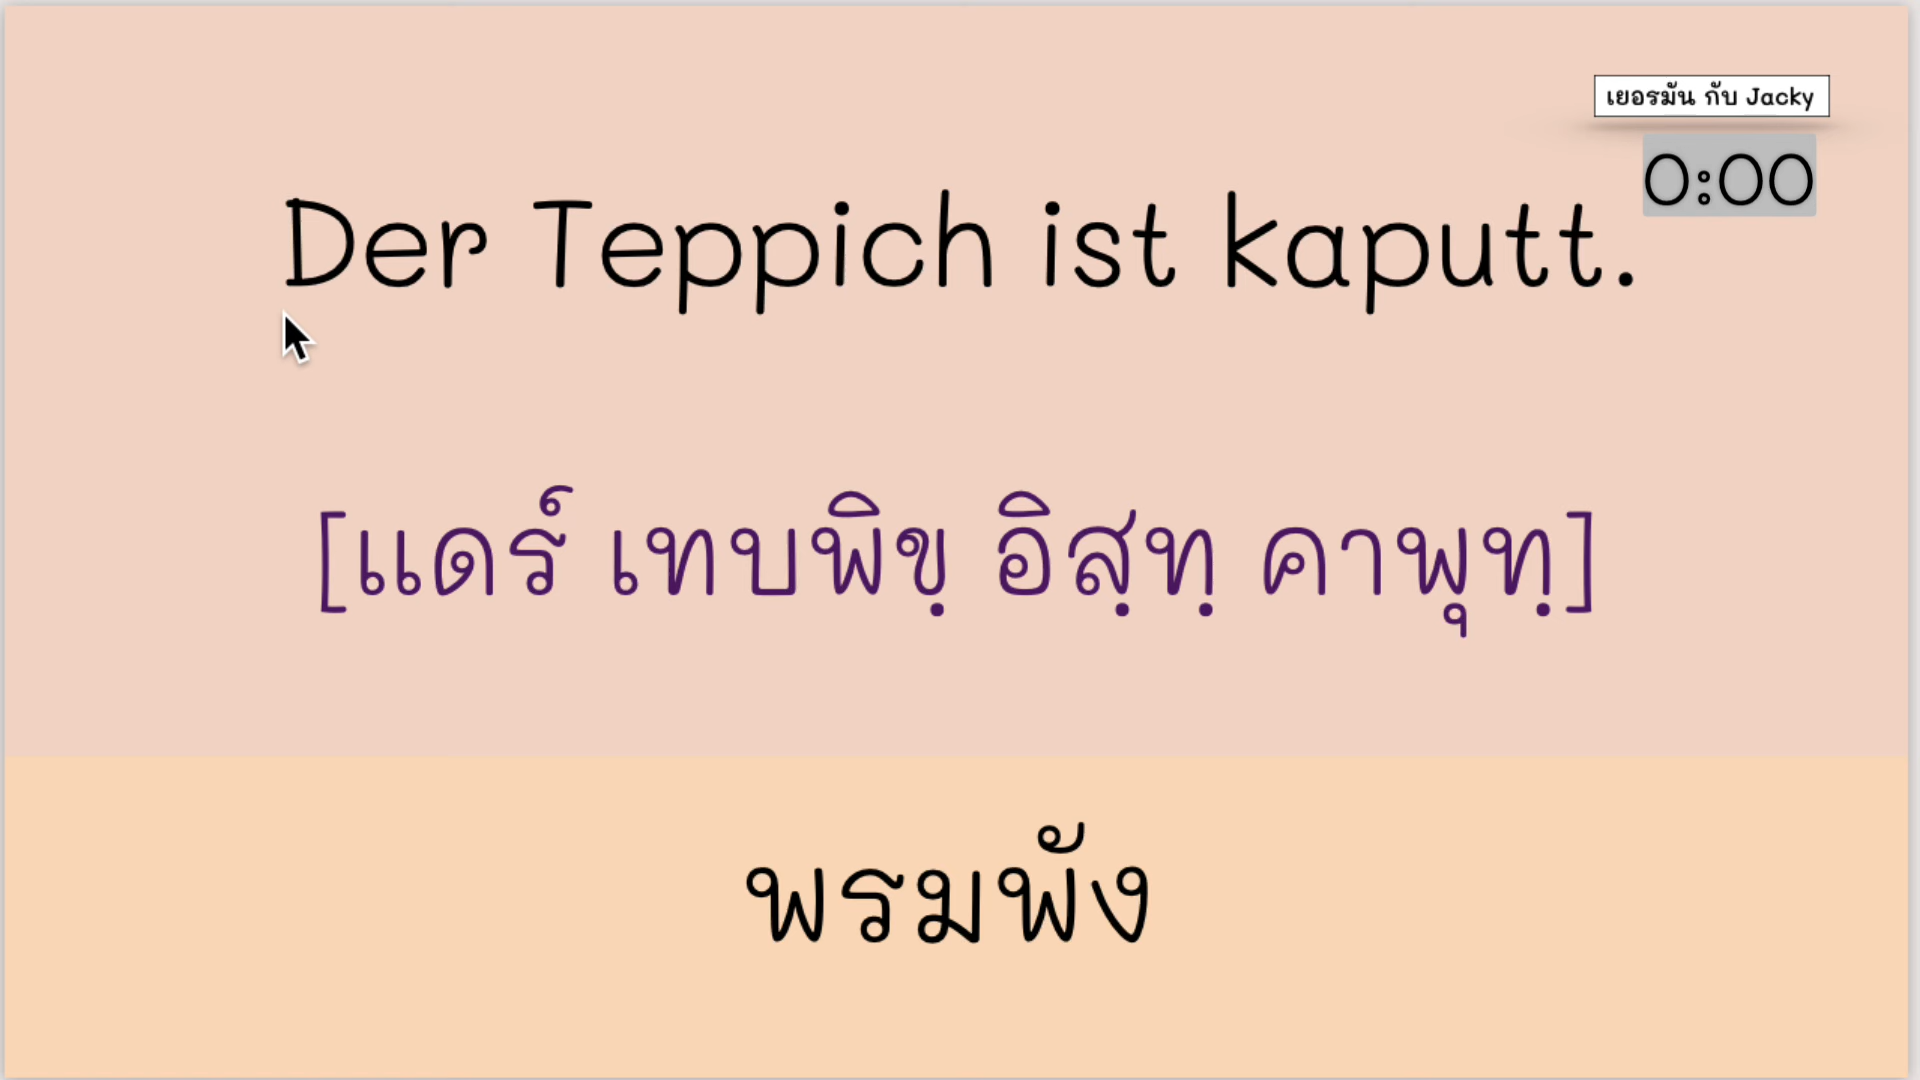 เยอรมัน กับ Jacky
0:00
Der Teppich ist kaputt.
[แดร์ เทบพิขฺ อิสฺทฺ คาพุทฺ]
พรมพัง